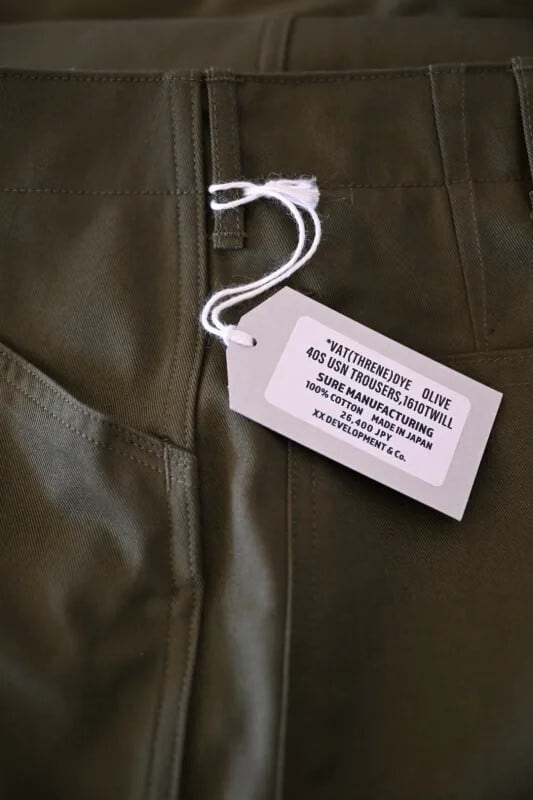 *VAT(THRENE)DYE OLIVE
40S USN TROUSERS,1610TWILL
SURE MANUFACTURING
100% COTTON MADE IN JAPAN
26,400 JPY
XX DEVELOPMENT & Co.